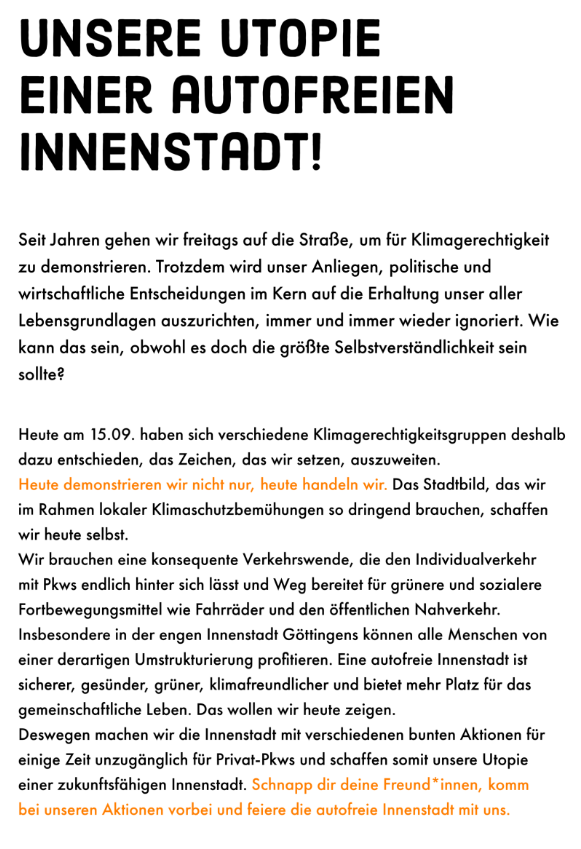 UNSERE UTOPIE
EINER AUTOFREIEN
INNENSTADT!
Seit Jahren gehen wir freitags auf die Straße, um für Klimagerechtigkeit
zu demonstrieren. Trotzdem wird unser Anliegen, politische und
wirtschaftliche Entscheidungen im Kern auf die Erhaltung unser aller
Lebensgrundlagen auszurichten, immer und immer wieder ignoriert. Wie
kann das sein, obwohl es doch die größte Selbstverständlichkeit sein
sollte?
Heute am 15.09. haben sich verschiedene Klimagerechtigkeitsgruppen deshalb
dazu entschieden, das Zeichen, das wir setzen, auszuweiten.
Heute demonstrieren wir nicht nur, heute handeln wir. Das Stadtbild, das wir
im Rahmen lokaler Klimaschutzbemühungen so dringend brauchen, schaffen
wir heute selbst.
Wir brauchen eine konsequente Verkehrswende, die den Individualverkehr
mit Pkws endlich hinter sich lässt und Weg bereitet für grünere und sozialere
Fortbewegungsmittel wie Fahrräder und den öffentlichen Nahverkehr.
Insbesondere in der engen Innenstadt Göttingens können alle Menschen von
einer derartigen Umstrukturierung profitieren. Eine autofreie Innenstadt ist
sicherer, gesünder, grüner, klimafreundlicher und bietet mehr Platz für das
gemeinschaftliche Leben. Das wollen wir heute zeigen.
Deswegen machen wir die Innenstadt mit verschiedenen bunten Aktionen für
einige Zeit unzugänglich für Privat-Pkws und schaffen somit unsere Utopie
einer zukunftsfähigen Innenstadt. Schnapp dir deine Freund*innen, komm
bei unseren Aktionen vorbei und feiere die autofreie Innenstadt mit uns.